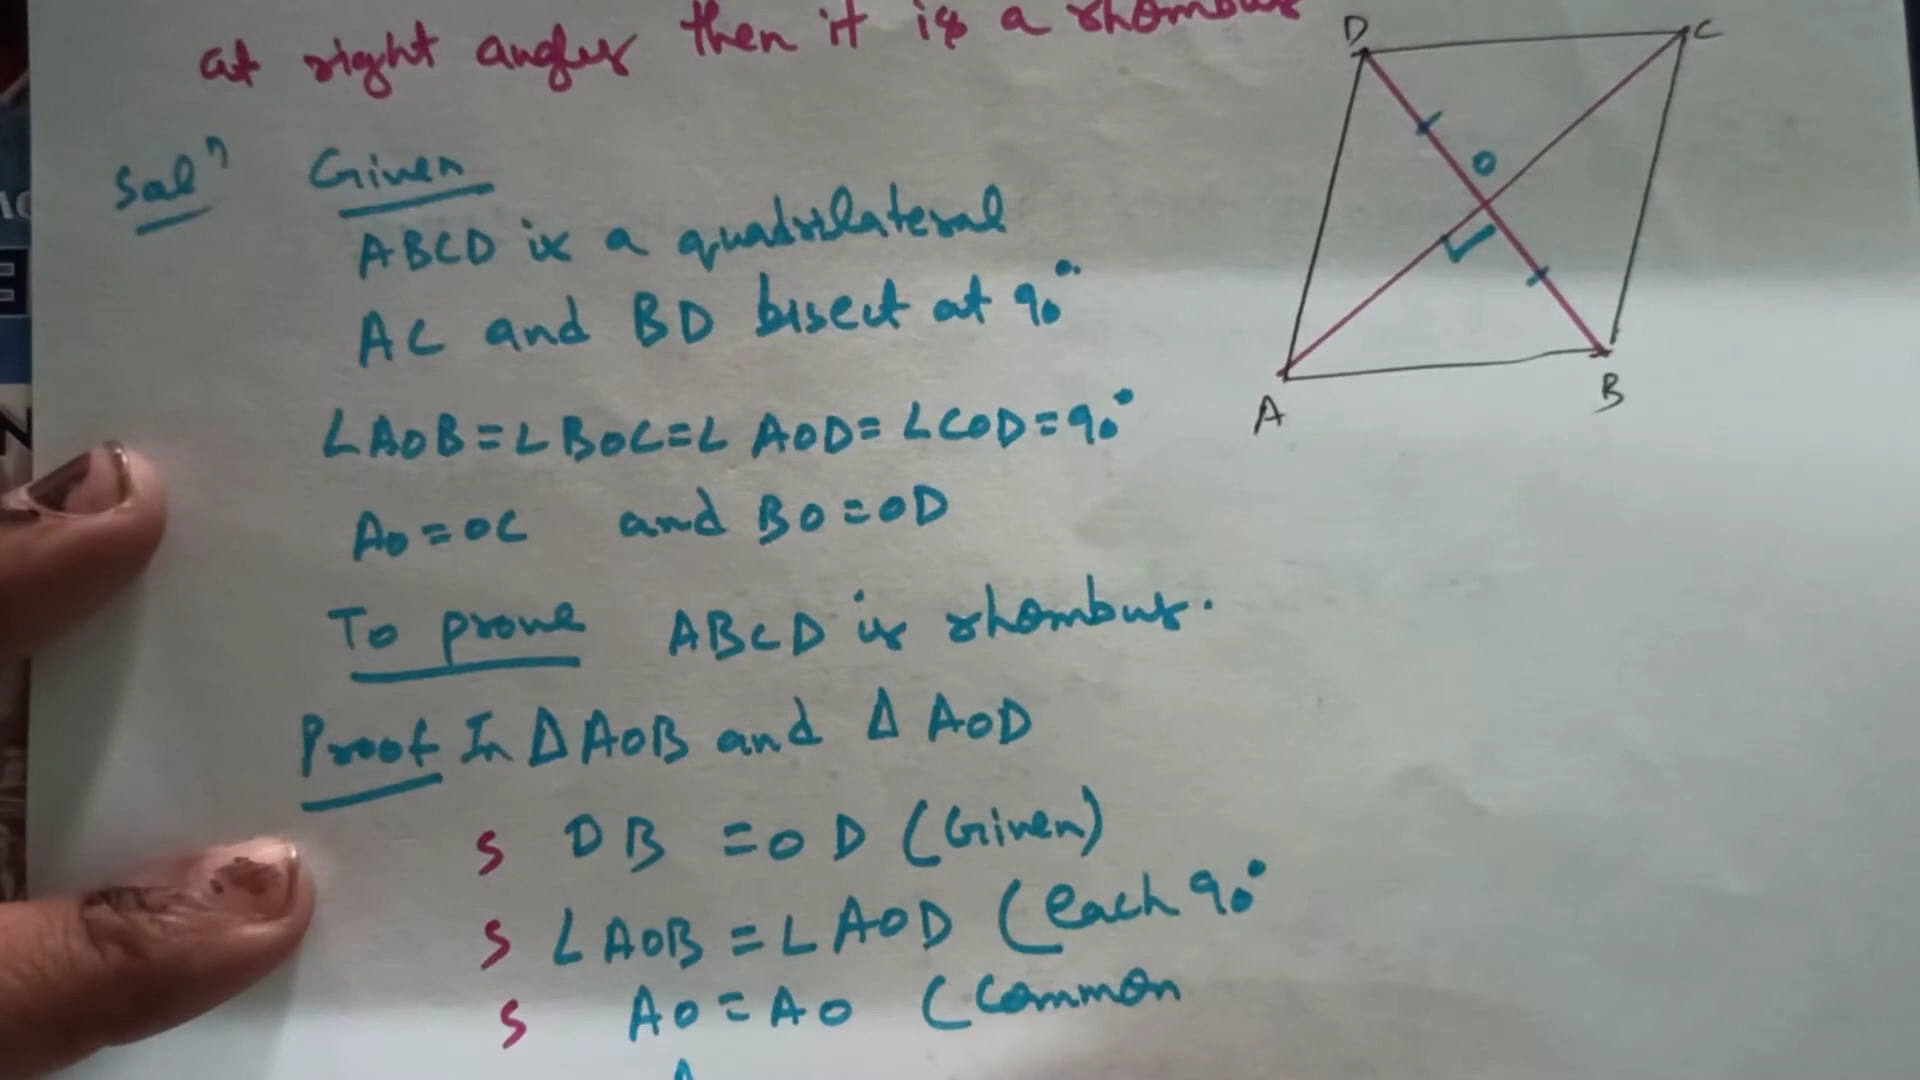 at right angles then it is a rhombus
Sol? Given
ABCD is a quadrilateral
AC and BD bisect at 90°
∠AOB=∠BOC=∠AOD=∠COD=90°
AO=OC and BO=OD
To prove ABCD is rhombus.
Proof In ΔAOB and ΔAOD
S OB =OD (Given)
S ∠AOB=∠AOD (each 90°
S AO=AO (Common
D
C
O
A
B